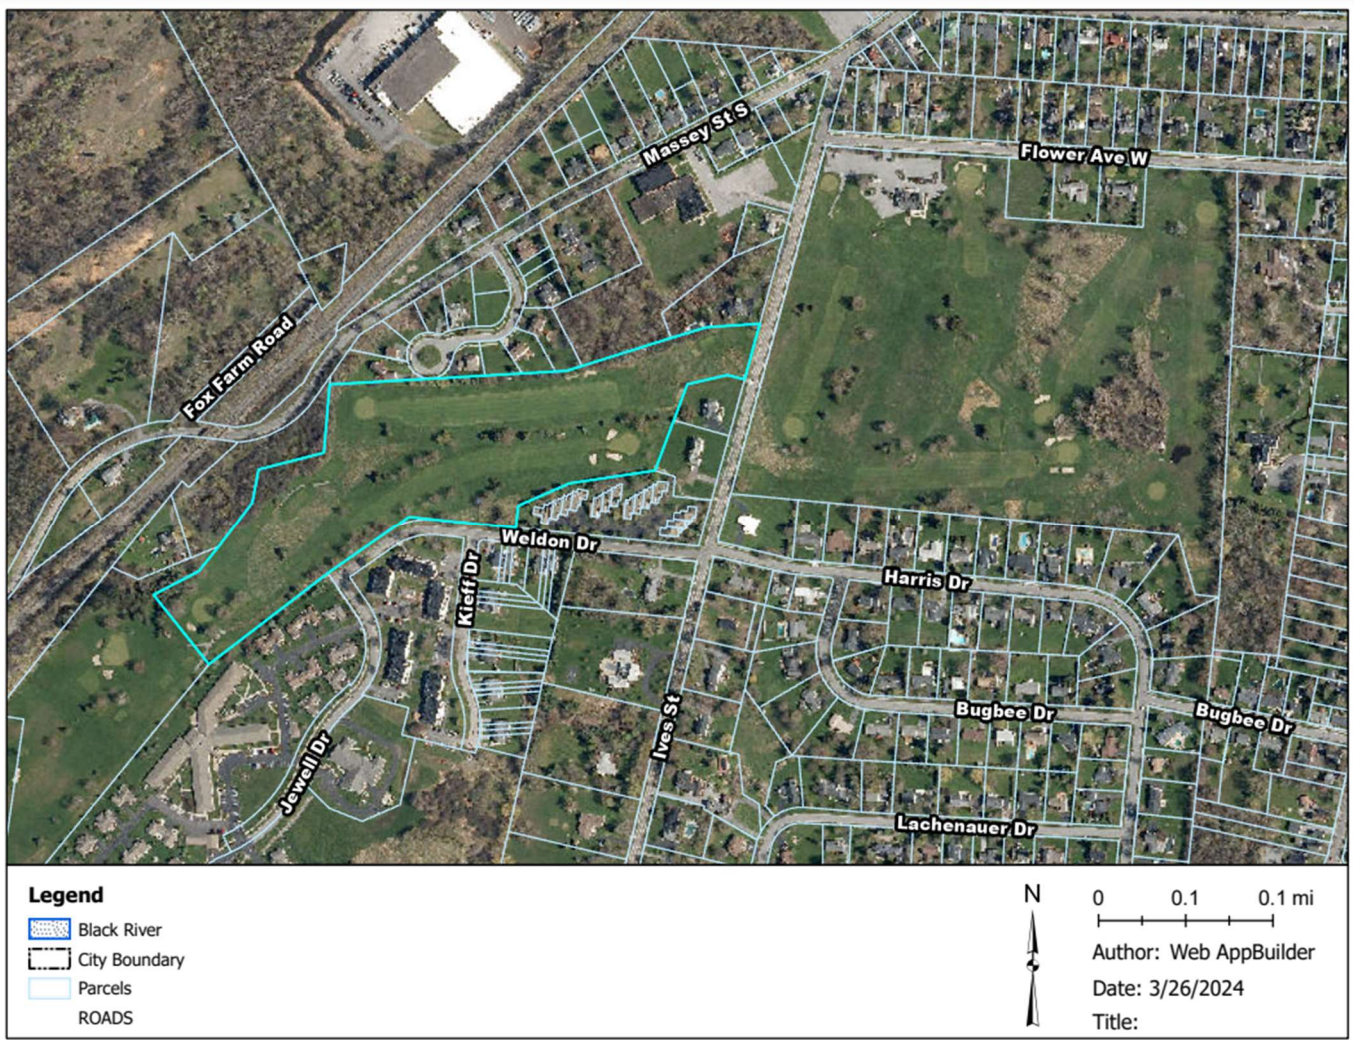 Massey St S
Flower Ave W
Fox Farm Road
Weldon Dr
Kieff Dr
Harris Dr
Ives St
Bugbee Dr
Bugbee Dr
Jewell Dr
Lachenauer Dr
Legend
Black River
City Boundary
Parcels
ROADS
N
0 0.1 0.1 mi
Author: Web AppBuilder
Date: 3/26/2024
Title: